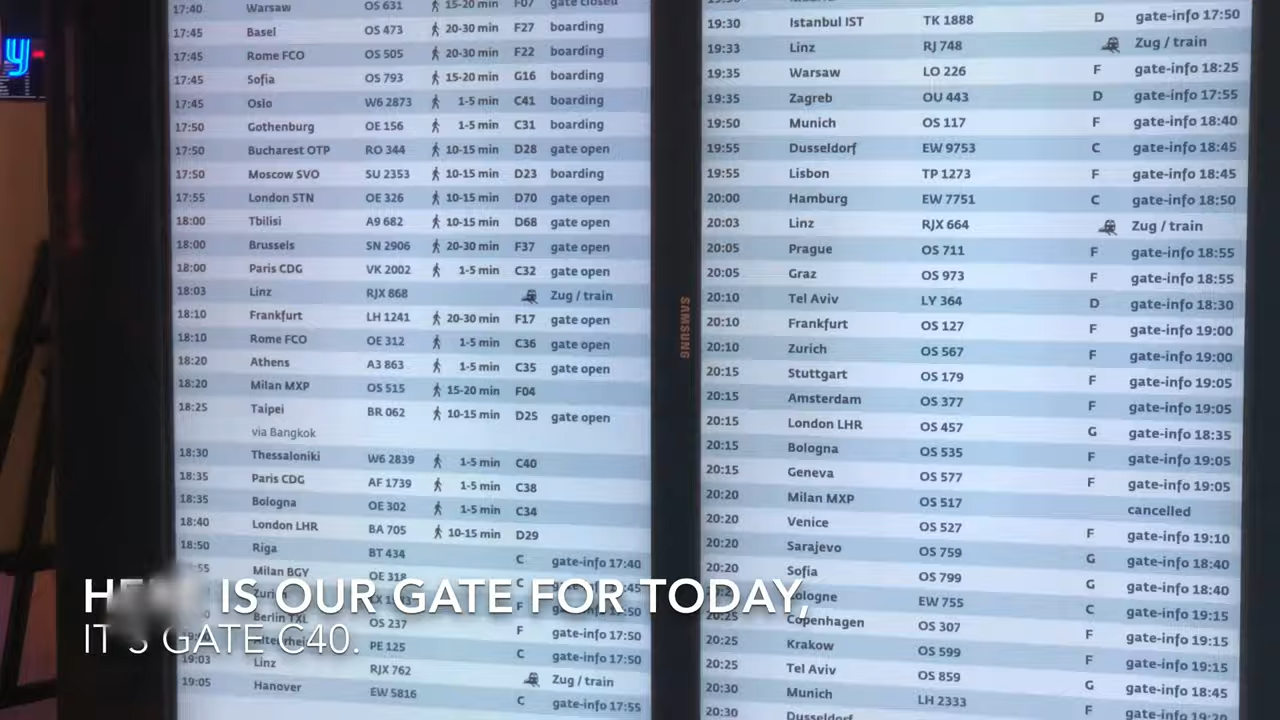 y
17:40 Warsaw OS 631 15-20 min F07 gate closed
17:45 Basel OS 473 20-30 min F27 boarding
17:45 Rome FCO OS 505 20-30 min F22 boarding
17:45 Sofia OS 793 15-20 min G16 boarding
17:45 Oslo W6 2873 1-5 min C41 boarding
17:50 Gothenburg OE 156 1-5 min C31 boarding
17:50 Bucharest OTP RO 344 10-15 min D28 gate open
17:50 Moscow SVO SU 2353 10-15 min D23 boarding
17:55 London STN OE 326 10-15 min D70 gate open
18:00 Tbilisi A9 682 10-15 min D68 gate open
18:00 Brussels SN 2906 20-30 min F37 gate open
18:00 Paris CDG VK 2002 1-5 min C32 gate open
18:03 Linz RJX 868 Zug / train
18:10 Frankfurt LH 1241 20-30 min F17 gate open
18:10 Rome FCO OE 312 1-5 min C36 gate open
18:20 Athens A3 863 1-5 min C35 gate open
18:20 Milan MXP OS 515 15-20 min F04
18:25 Taipei BR 062 10-15 min D25 gate open
via Bangkok
18:30 Thessaloniki W6 2839 1-5 min C40
18:35 Paris CDG AF 1739 1-5 min C38
18:35 Bologna OE 302 1-5 min C34
18:40 London LHR BA 705 10-15 min D29
18:50 Riga BT 434 C gate-info 17:40
Milan BGY OE 318
Berlin TXL OS 237 F gate-info 17:50
PE 125 C gate-info 17:50
19:03 Linz RJX 762 Zug / train
19:05 Hanover EW 5816 C gate-info 17:55
SAMSUNG
19:30 Istanbul IST TK 1888 D gate-info 17:50
19:33 Linz RJ 748 Zug / train
19:35 Warsaw LO 226 F gate-info 18:25
19:35 Zagreb OU 443 D gate-info 17:55
19:50 Munich OS 117 F gate-info 18:40
19:55 Dusseldorf EW 9753 C gate-info 18:45
19:55 Lisbon TP 1273 F gate-info 18:45
20:00 Hamburg EW 7751 C gate-info 18:50
20:03 Linz RJX 664 Zug / train
20:05 Prague OS 711 F gate-info 18:55
20:05 Graz OS 973 F gate-info 18:55
20:10 Tel Aviv LY 364 D gate-info 18:30
20:10 Frankfurt OS 127 F gate-info 19:00
20:10 Zurich OS 567 F gate-info 19:00
20:15 Stuttgart OS 179 F gate-info 19:05
20:15 Amsterdam OS 377 F gate-info 19:05
20:15 London LHR OS 457 G gate-info 18:35
20:15 Bologna OS 535 F gate-info 19:05
20:15 Geneva OS 577 F gate-info 19:05
20:20 Milan MXP OS 517 cancelled
20:20 Venice OS 527 F gate-info 19:10
20:20 Sarajevo OS 759 G gate-info 18:40
20:20 Sofia OS 799 G gate-info 18:40
Cologne EW 755 C gate-info 19:15
20:25 Copenhagen OS 307 F gate-info 19:15
20:25 Krakow OS 599 F gate-info 19:15
20:25 Tel Aviv OS 859 G gate-info 18:45
20:30 Munich LH 2333 F gate-info 19:20
20:30 Dusseldorf
IS OUR GATE FOR TODAY,
IT'S GATE C40.